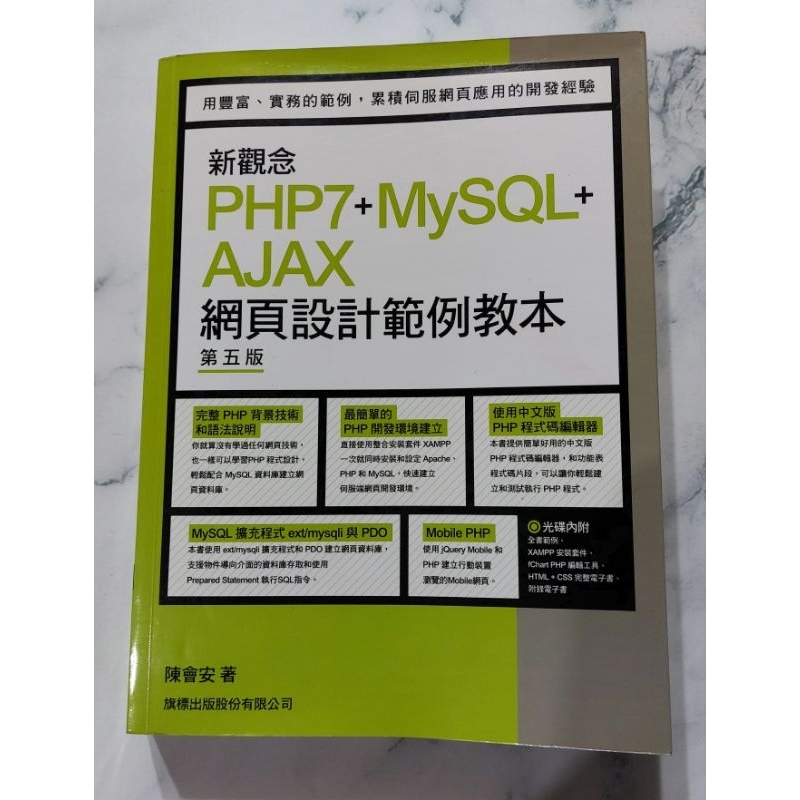 用豐富、實務的範例，累積伺服網頁應用的開發經驗
新觀念
PHP7+MySQL+
AJAX
網頁設計範例教本
第五版
完整 PHP 背景技術
和語法說明
你就算沒有學過任何網頁技術，
也一樣可以學習PHP 程式設計，
輕鬆配合 MySQL 資料庫建立網
頁資料庫。
最簡單的
PHP 開發環境建立
直接使用整合安裝套件 XAMPP
一次就同時安裝和設定 Apache、
PHP 和 MySQL，快速建立
伺服端網頁開發環境。
使用中文版
PHP 程式碼編輯器
本書提供簡單好用的中文版
PHP 程式碼編輯器，和功能表
程式碼片段，可以讓你輕鬆建
立和測試執行 PHP 程式。
MySQL 擴充程式 ext/mysqli 與 PDO
本書使用 ext/mysqli 擴充程式和 PDO 建立網頁資料庫，
支援物件導向介面的資料庫存取和使用
Prepared Statement 執行SQL指令。
Mobile PHP
使用 jQuery Mobile 和
PHP 建立行動裝置
瀏覽的Mobile網頁。
光碟內附
全書範例、
XAMPP 安裝套件、
fChart PHP 編輯工具、
HTML + CSS 完整電子書、
附錄電子書
陳會安 著
旗標出版股份有限公司